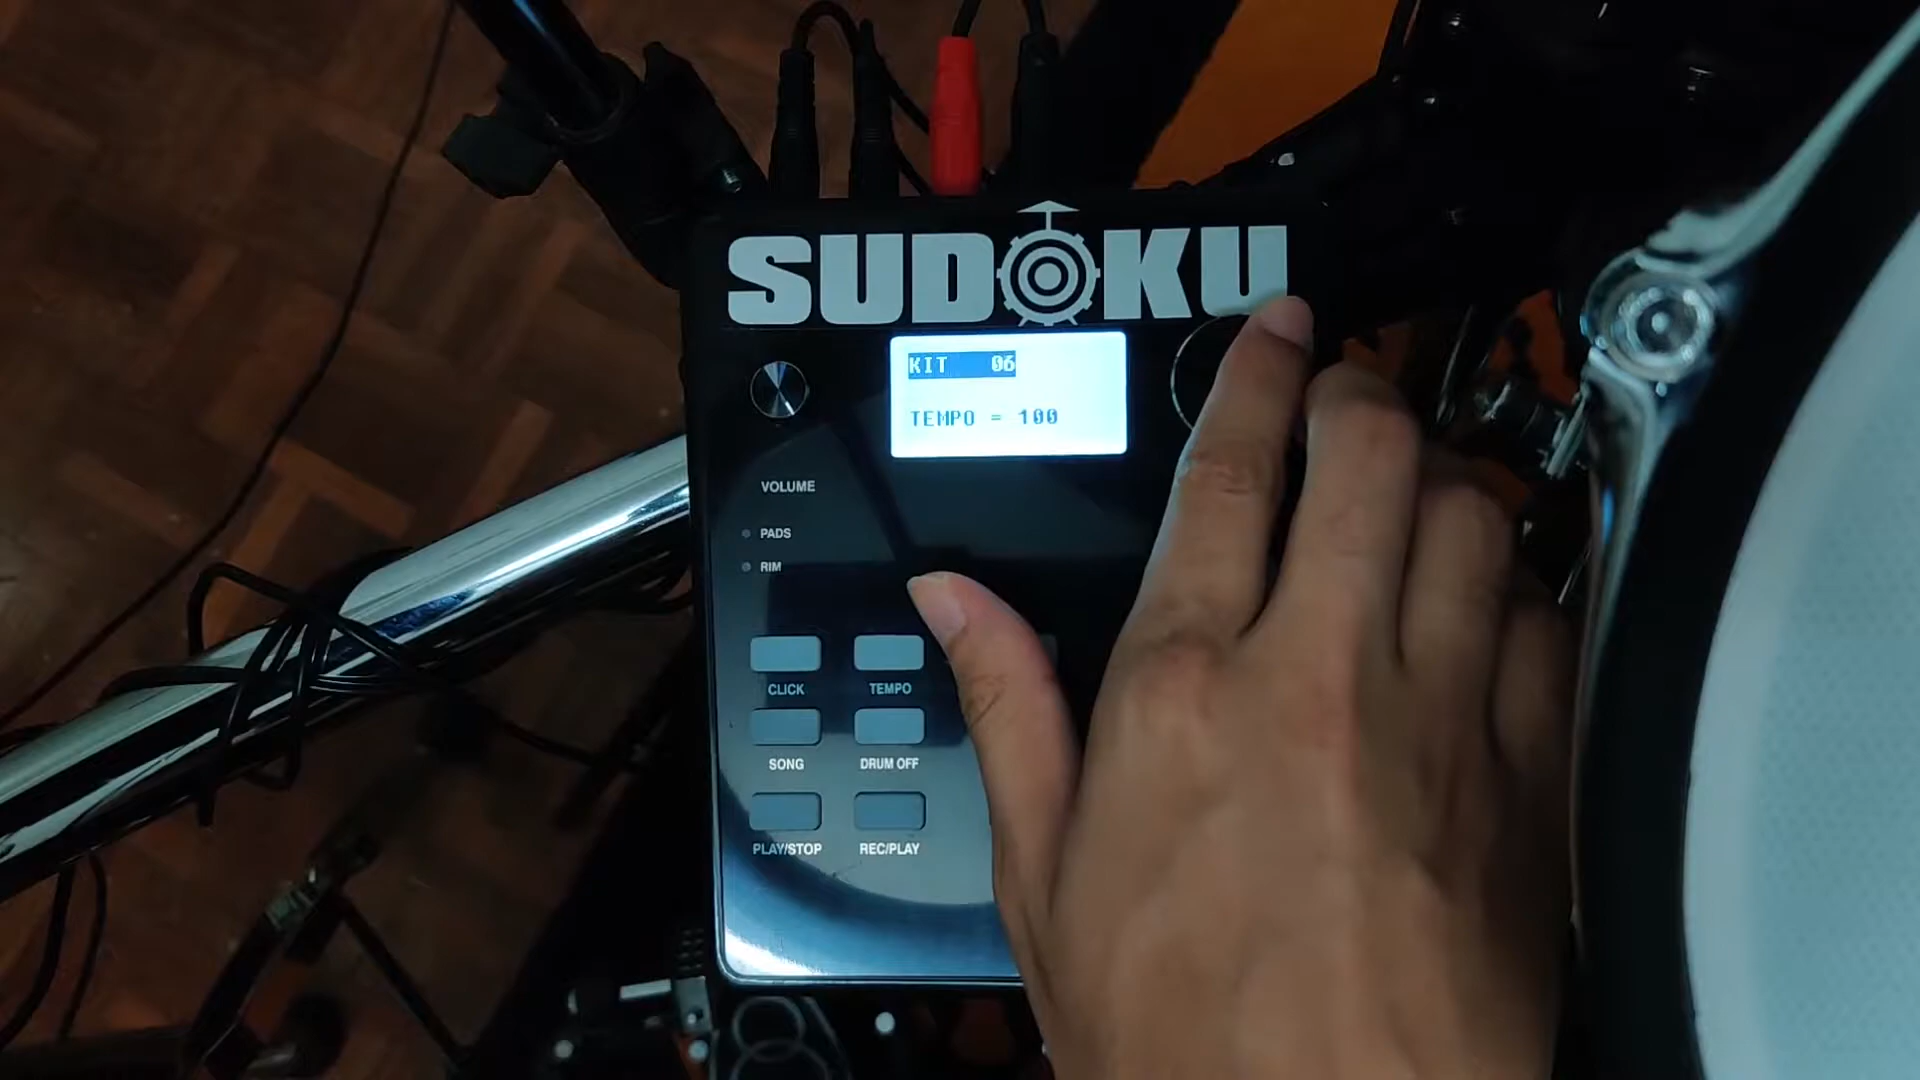 SUDOKU
KIT 06
TEMPO = 100
VOLUME
PADS
RIM
CLICK TEMPO
SONG DRUM OFF
PLAY/STOP REC/PLAY